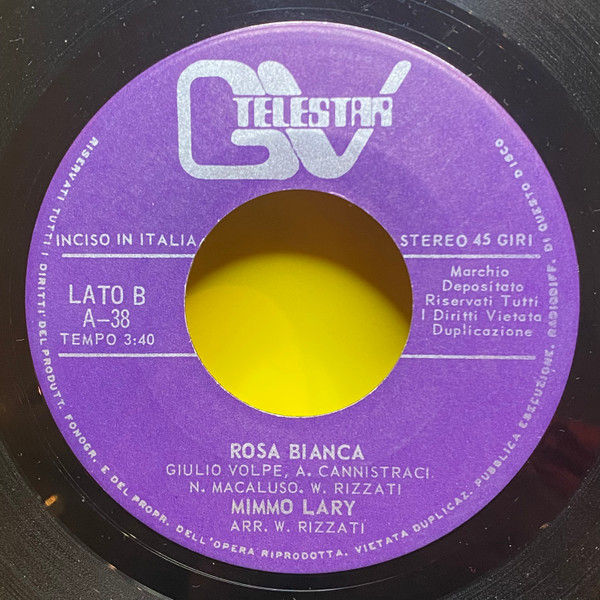 GV TELESTAR
INCISO IN ITALIA
STEREO 45 GIRI
LATO B
A-38
TEMPO 3:40
Marchio
Depositato
Riservati Tutti
I Diritti Vietata
Duplicazione
ROSA BIANCA
GIULIO VOLPE, A. CANNISTRACI
N. MACALUSO. W. RIZZATI
MIMMO LARY
ARR. W. RIZZATI
RISERVATI TUTTI I DIRITTI DEL PRODUTT. FONOGR. E DEL PROPR. DELL'OPERA RIPRODOTTA. VIETATA DUPLICAZ. PUBBLICA ESECUZIONE, RADIODIFF. DI QUESTO DISCO